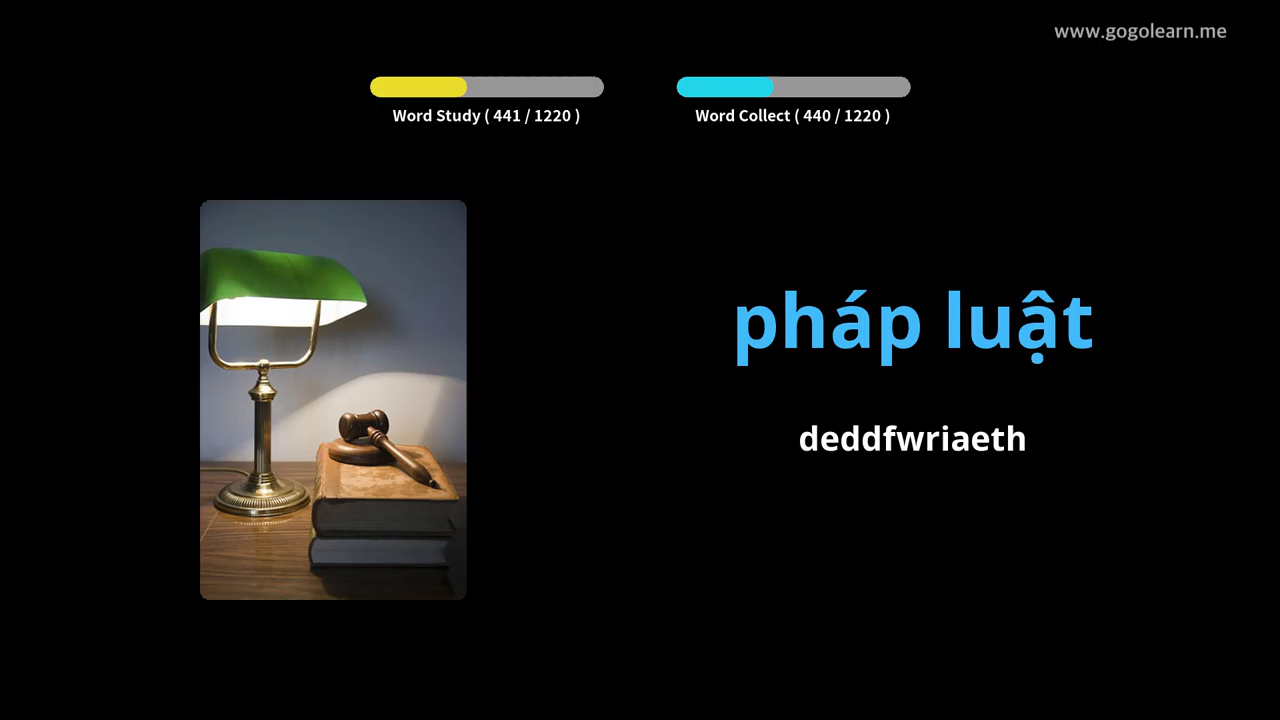 www.gogolearn.me
Word Study ( 441 / 1220 )
Word Collect ( 440 / 1220 )
pháp luật
deddfwriaeth